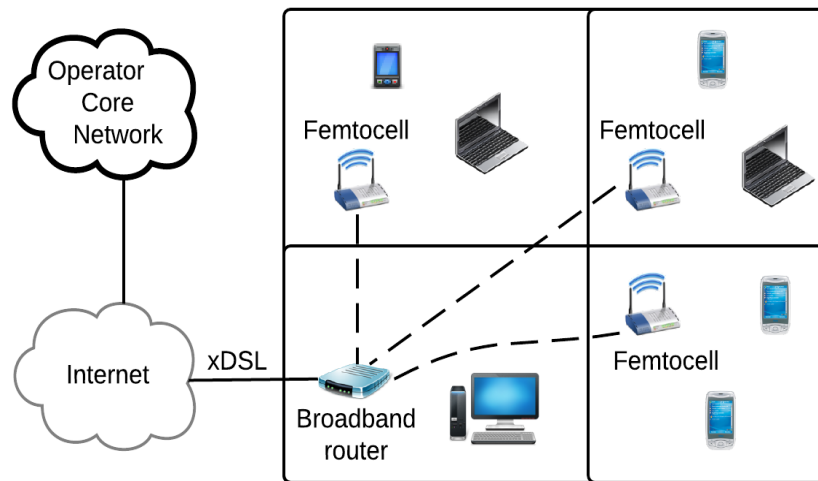 Operator
Core
Network
Femtocell
Femtocell
xDSL
Internet
Femtocell
Broadband
router